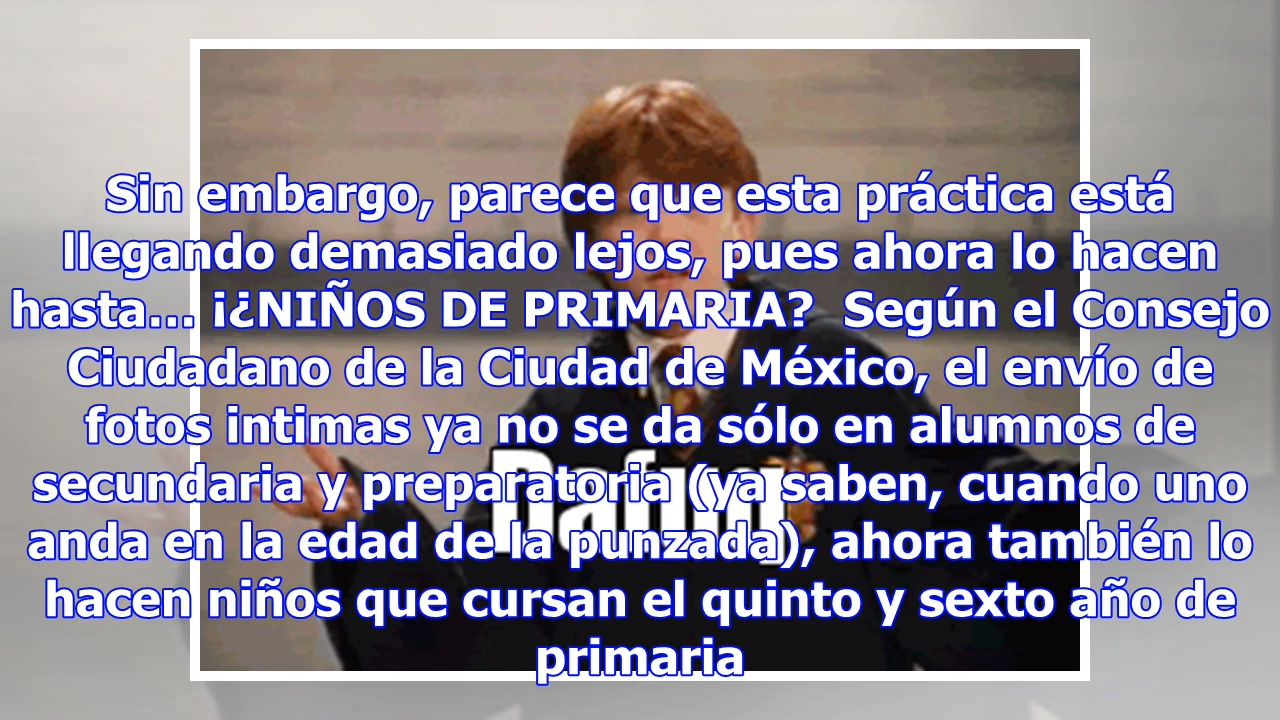 Sin embargo, parece que esta práctica está
llegando demasiado lejos, pues ahora lo hacen
hasta... ¡¿NIÑOS DE PRIMARIA?  Según el Consejo
Ciudadano de la Ciudad de México, el envío de
fotos intimas ya no se da sólo en alumnos de
secundaria y preparatoria (ya saben, cuando uno
anda en la edad de la punzada), ahora también lo
hacen niños que cursan el quinto y sexto año de
primaria